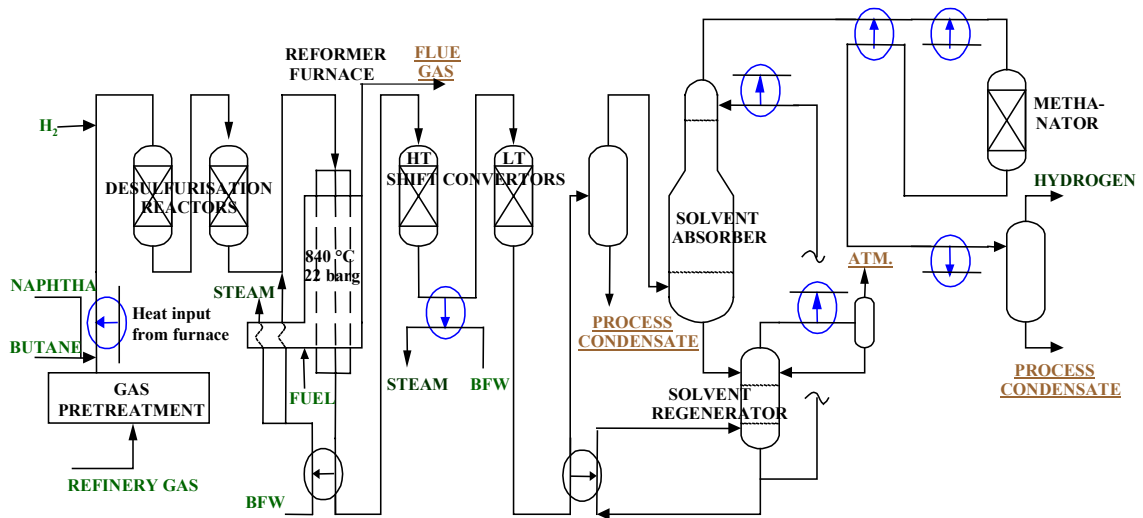 REFORMER
FURNACE
FLUE
GAS
H2
METHA-
NATOR
HT
LT
SHIFT CONVERTORS
DESULFURISATION
REACTORS
HYDROGEN
SOLVENT
ABSORBER
840 °C
22 barg
ATM.
NAPHTHA
STEAM
Heat input
from furnace
BUTANE
PROCESS
CONDENSATE
STEAM
BFW
PROCESS
CONDENSATE
GAS
PRETREATMENT
FUEL
SOLVENT
REGENERATOR
REFINERY GAS
BFW